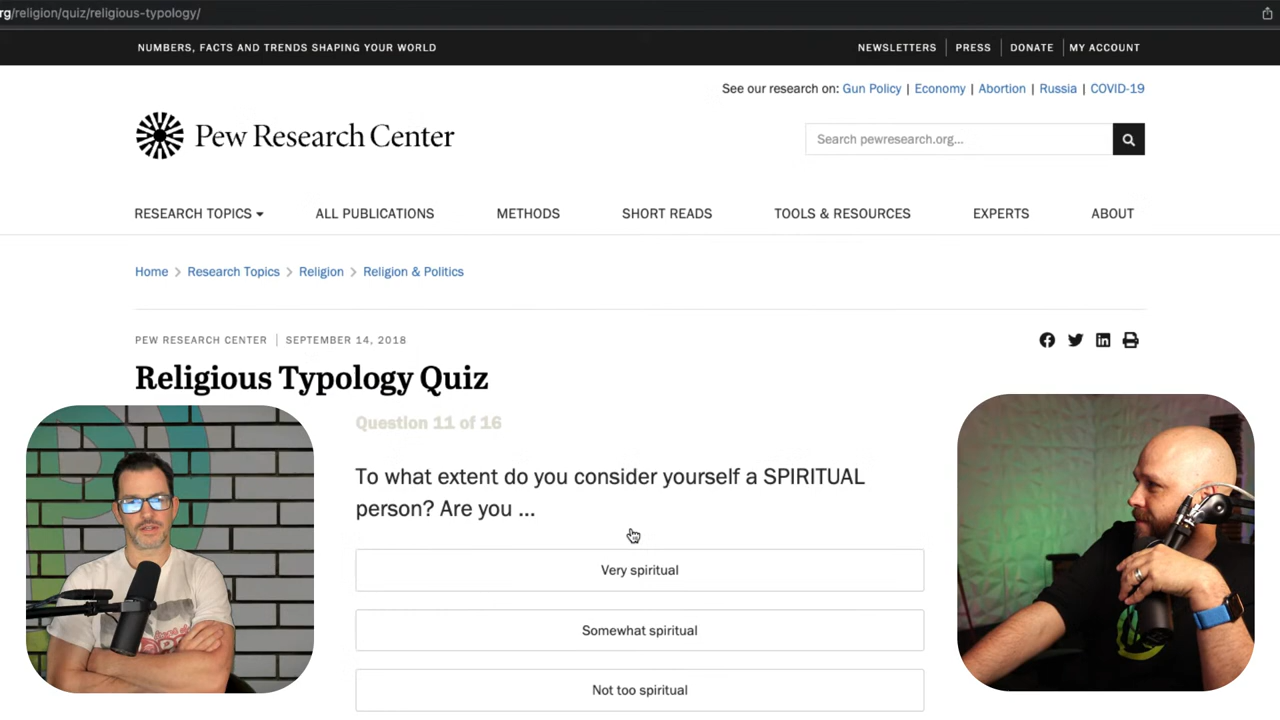 rg/religion/quiz/religious-typology/
NUMBERS, FACTS AND TRENDS SHAPING YOUR WORLD
NEWSLETTERS | PRESS | DONATE | MY ACCOUNT
See our research on: Gun Policy | Economy | Abortion | Russia | COVID-19
Pew Research Center
Search pewresearch.org...
RESEARCH TOPICS ALL PUBLICATIONS METHODS SHORT READS TOOLS & RESOURCES EXPERTS ABOUT
Home > Research Topics > Religion > Religion & Politics
PEW RESEARCH CENTER | SEPTEMBER 14, 2018
Religious Typology Quiz
Question 11 of 16
To what extent do you consider yourself a SPIRITUAL
person? Are you ...
Very spiritual
Somewhat spiritual
Not too spiritual